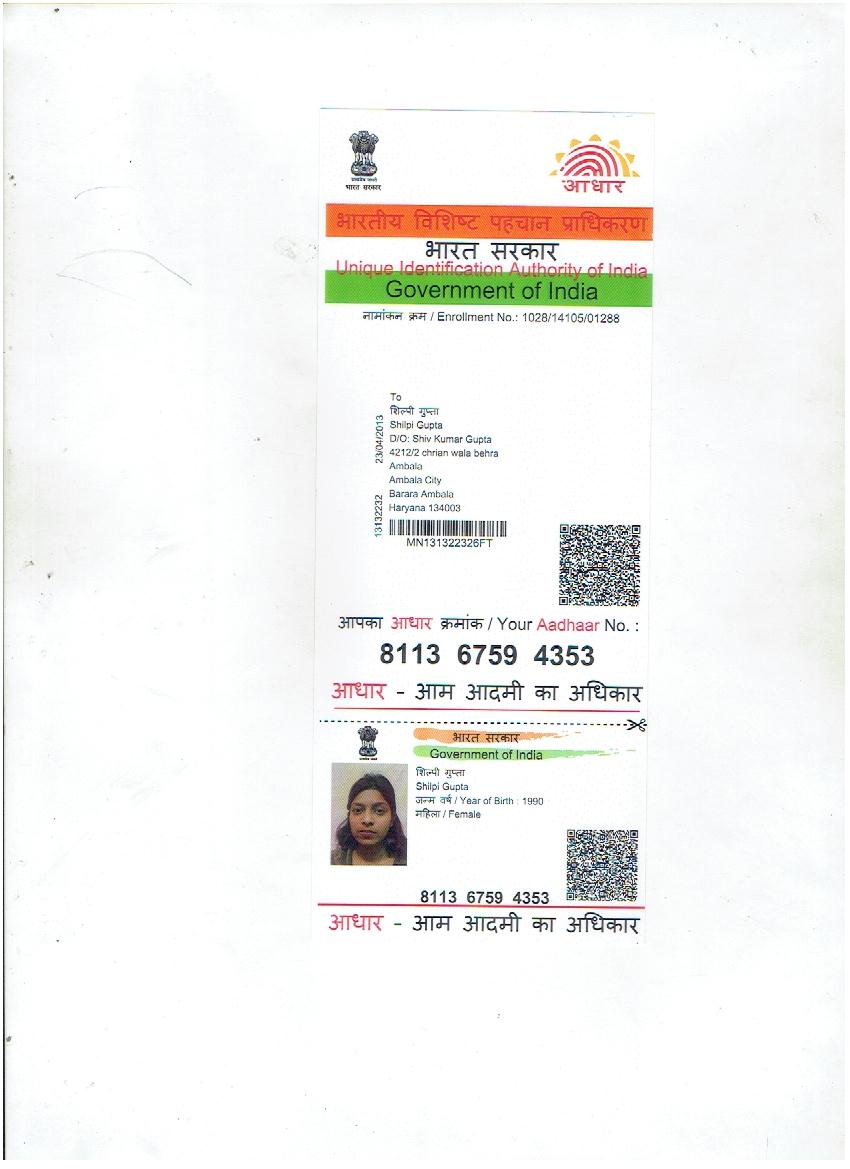 भारत सरकार
आधार
भारतीय विशिष्ट पहचान प्राधिकरण
भारत सरकार
Unique Identification Authority of India
Government of India
नामांकन क्रम / Enrollment No.: 1028/14105/01288
To
शिल्पी गुप्ता
Shilpi Gupta
D/O: Shiv Kumar Gupta
4212/2 chrian wala behra
Ambala
Ambala City
Barara Ambala
Haryana 134003
23/04/2013
13132232
MN131322326FT
आपका आधार क्रमांक / Your Aadhaar No. :
8113 6759 4353
आधार - आम आदमी का अधिकार
भारत सरकार
Government of India
शिल्पी गुप्ता
Shilpi Gupta
जन्म वर्ष / Year of Birth : 1990
महिला / Female
8113 6759 4353
आधार - आम आदमी का अधिकार